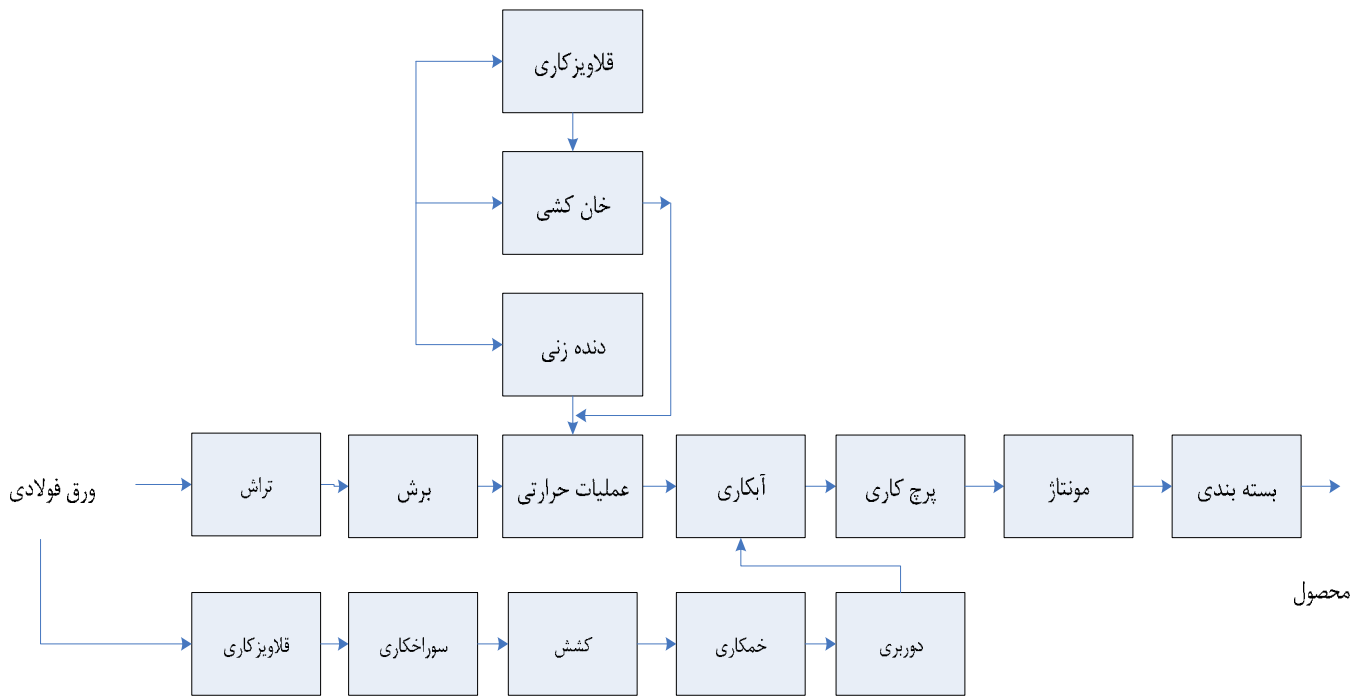 قلاویزکاری
خان کشی
دنده زنی
ورق فولادی
تراش
برش
عملیات حرارتی
آبکاری
پرچ کاری
مونتاژ
بسته بندی
محصول
قلاویزکاری
سوراخکاری
کشش
خمکاری
دوربری